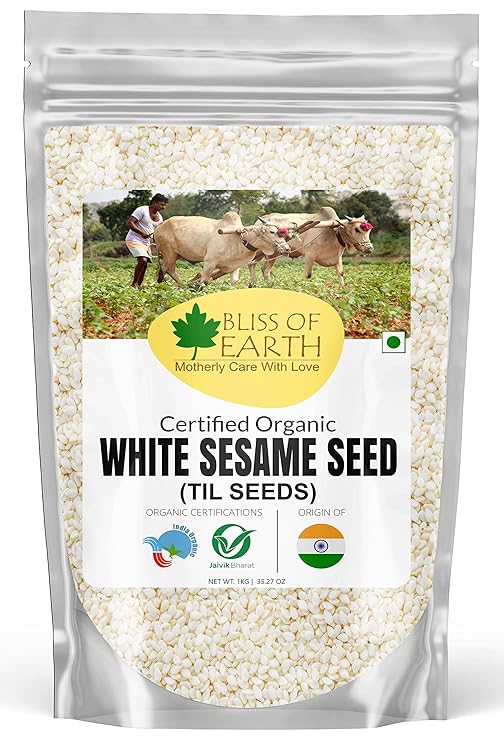 BLISS OF
EARTH
Motherly Care With Love
Certified Organic
WHITE SESAME SEED
(TIL SEEDS)
ORGANIC CERTIFICATIONS
ORIGIN OF
India Organic
Jaivik Bharat
NET WT. 1KG | 35.27 OZ